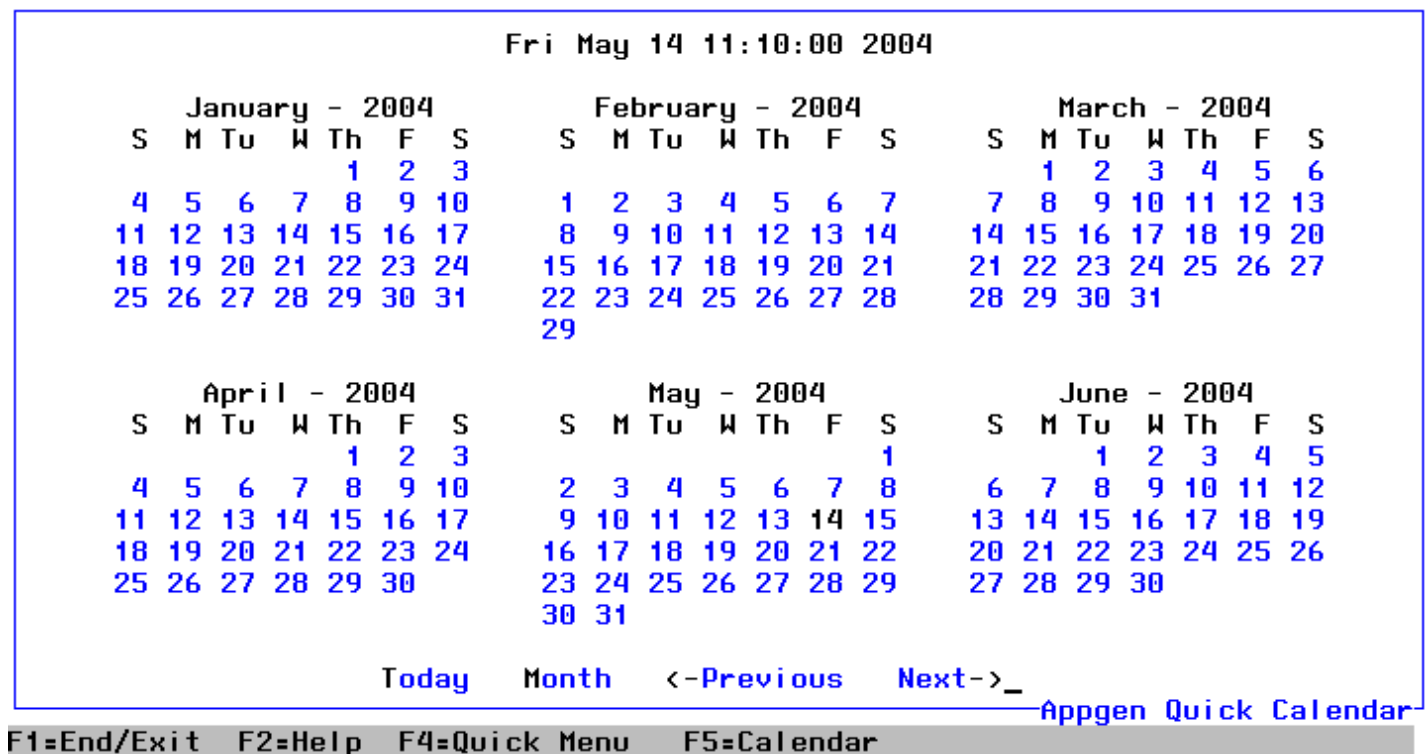 Fri May 14 11:10:00 2004
January - 2004 February - 2004 March - 2004
S M Tu W Th F S S M Tu W Th F S S M Tu W Th F S
1 2 3 1 2 3 4 5 6
4 5 6 7 8 9 10 1 2 3 4 5 6 7 7 8 9 10 11 12 13
11 12 13 14 15 16 17 8 9 10 11 12 13 14 14 15 16 17 18 19 20
18 19 20 21 22 23 24 15 16 17 18 19 20 21 21 22 23 24 25 26 27
25 26 27 28 29 30 31 22 23 24 25 26 27 28 28 29 30 31
29
April - 2004 May - 2004 June - 2004
S M Tu W Th F S S M Tu W Th F S S M Tu W Th F S
1 2 3 1 1 2 3 4 5
4 5 6 7 8 9 10 2 3 4 5 6 7 8 6 7 8 9 10 11 12
11 12 13 14 15 16 17 9 10 11 12 13 14 15 13 14 15 16 17 18 19
18 19 20 21 22 23 24 16 17 18 19 20 21 22 20 21 22 23 24 25 26
25 26 27 28 29 30 23 24 25 26 27 28 29 27 28 29 30
30 31
Today Month <-Previous Next->_
Appgen Quick Calendar
F1=End/Exit F2=Help F4=Quick Menu F5=Calendar